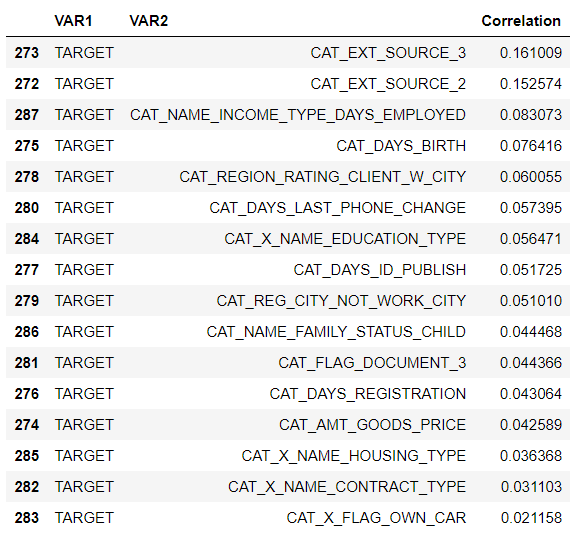 VAR1 VAR2 Correlation
273 TARGET CAT_EXT_SOURCE_3 0.161009
272 TARGET CAT_EXT_SOURCE_2 0.152574
287 TARGET CAT_NAME_INCOME_TYPE_DAYS_EMPLOYED 0.083073
275 TARGET CAT_DAYS_BIRTH 0.076416
278 TARGET CAT_REGION_RATING_CLIENT_W_CITY 0.060055
280 TARGET CAT_DAYS_LAST_PHONE_CHANGE 0.057395
284 TARGET CAT_X_NAME_EDUCATION_TYPE 0.056471
277 TARGET CAT_DAYS_ID_PUBLISH 0.051725
279 TARGET CAT_REG_CITY_NOT_WORK_CITY 0.051010
286 TARGET CAT_NAME_FAMILY_STATUS_CHILD 0.044468
281 TARGET CAT_FLAG_DOCUMENT_3 0.044366
276 TARGET CAT_DAYS_REGISTRATION 0.043064
274 TARGET CAT_AMT_GOODS_PRICE 0.042589
285 TARGET CAT_X_NAME_HOUSING_TYPE 0.036368
282 TARGET CAT_X_NAME_CONTRACT_TYPE 0.031103
283 TARGET CAT_X_FLAG_OWN_CAR 0.021158